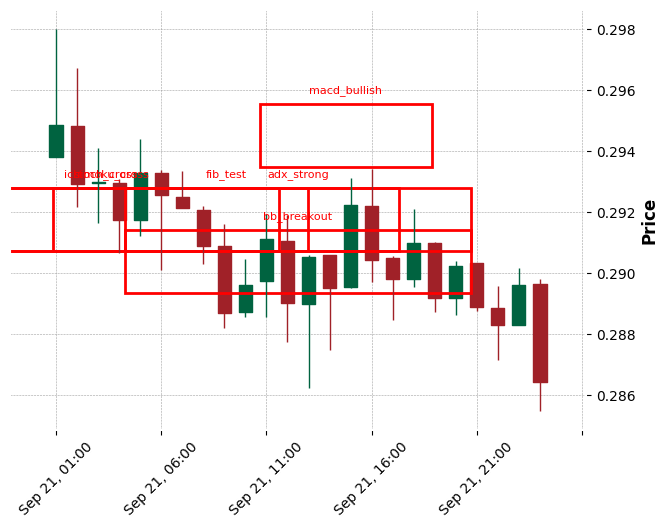 0.298
0.296
macd_bullish
0.294
fib_test
adx_strong
0.292
bb_breakout
Price
0.290
0.288
0.286
Sep 21, 01:00
Sep 21, 06:00
Sep 21, 11:00
Sep 21, 16:00
Sep 21, 21:00